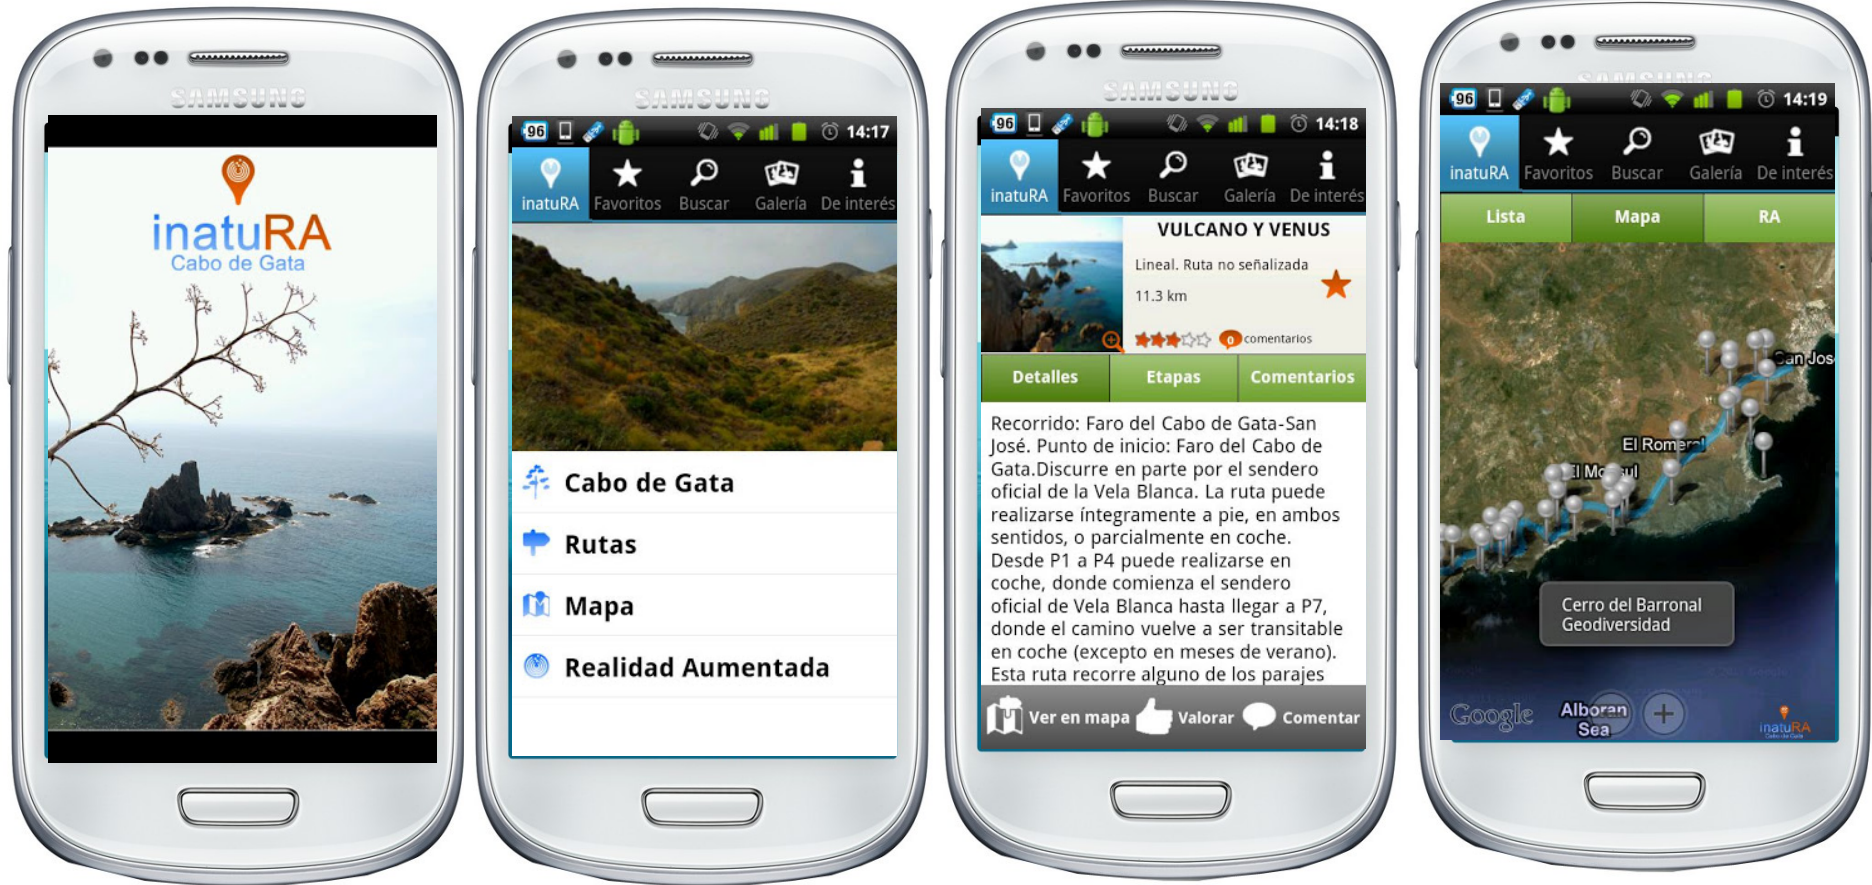 SAMSUNG
inatuRA
Cabo de Gata
SAMSUNG
96
14:17
inatuRA
Favoritos
Buscar
Galería
De interés
Cabo de Gata
Rutas
Mapa
Realidad Aumentada
SAMSUNG
96
14:18
inatuRA
Favoritos
Buscar
Galería
De interés
VULCANO Y VENUS
Lineal. Ruta no señalizada
11.3 km
0 comentarios
Detalles
Etapas
Comentarios
Recorrido: Faro del Cabo de Gata-San
José. Punto de inicio: Faro del Cabo de
Gata.Discurre en parte por el sendero
oficial de la Vela Blanca. La ruta puede
realizarse íntegramente a pie, en ambos
sentidos, o parcialmente en coche.
Desde P1 a P4 puede realizarse en
coche, donde comienza el sendero
oficial de Vela Blanca hasta llegar a P7,
donde el camino vuelve a ser transitable
en coche (excepto en meses de verano).
Esta ruta recorre alguno de los parajes
Ver en mapa
Valorar
Comentar
SAMSUNG
96
14:19
inatuRA
Favoritos
Buscar
Galería
De interés
Lista
Mapa
RA
San Jos
El Romeral
El Monsul
Cerro del Barronal
Geodiversidad
Google
Alboran
Sea
inatuRA
Cabo de Gata